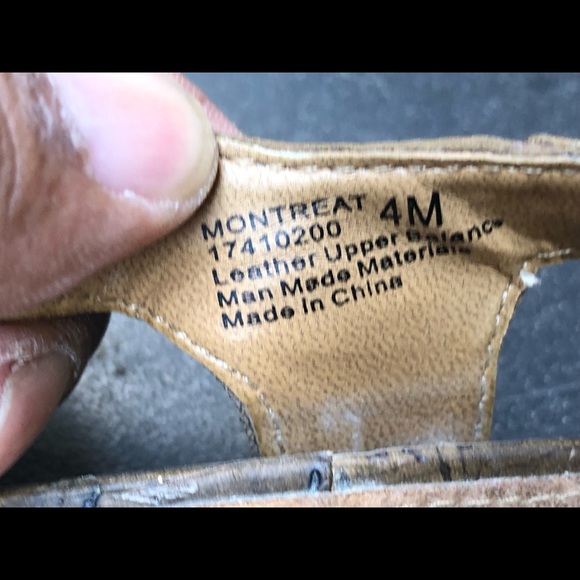 MONTREAT 4M
17410200
Leather Upper Balance
Man Made Materials
Made in China